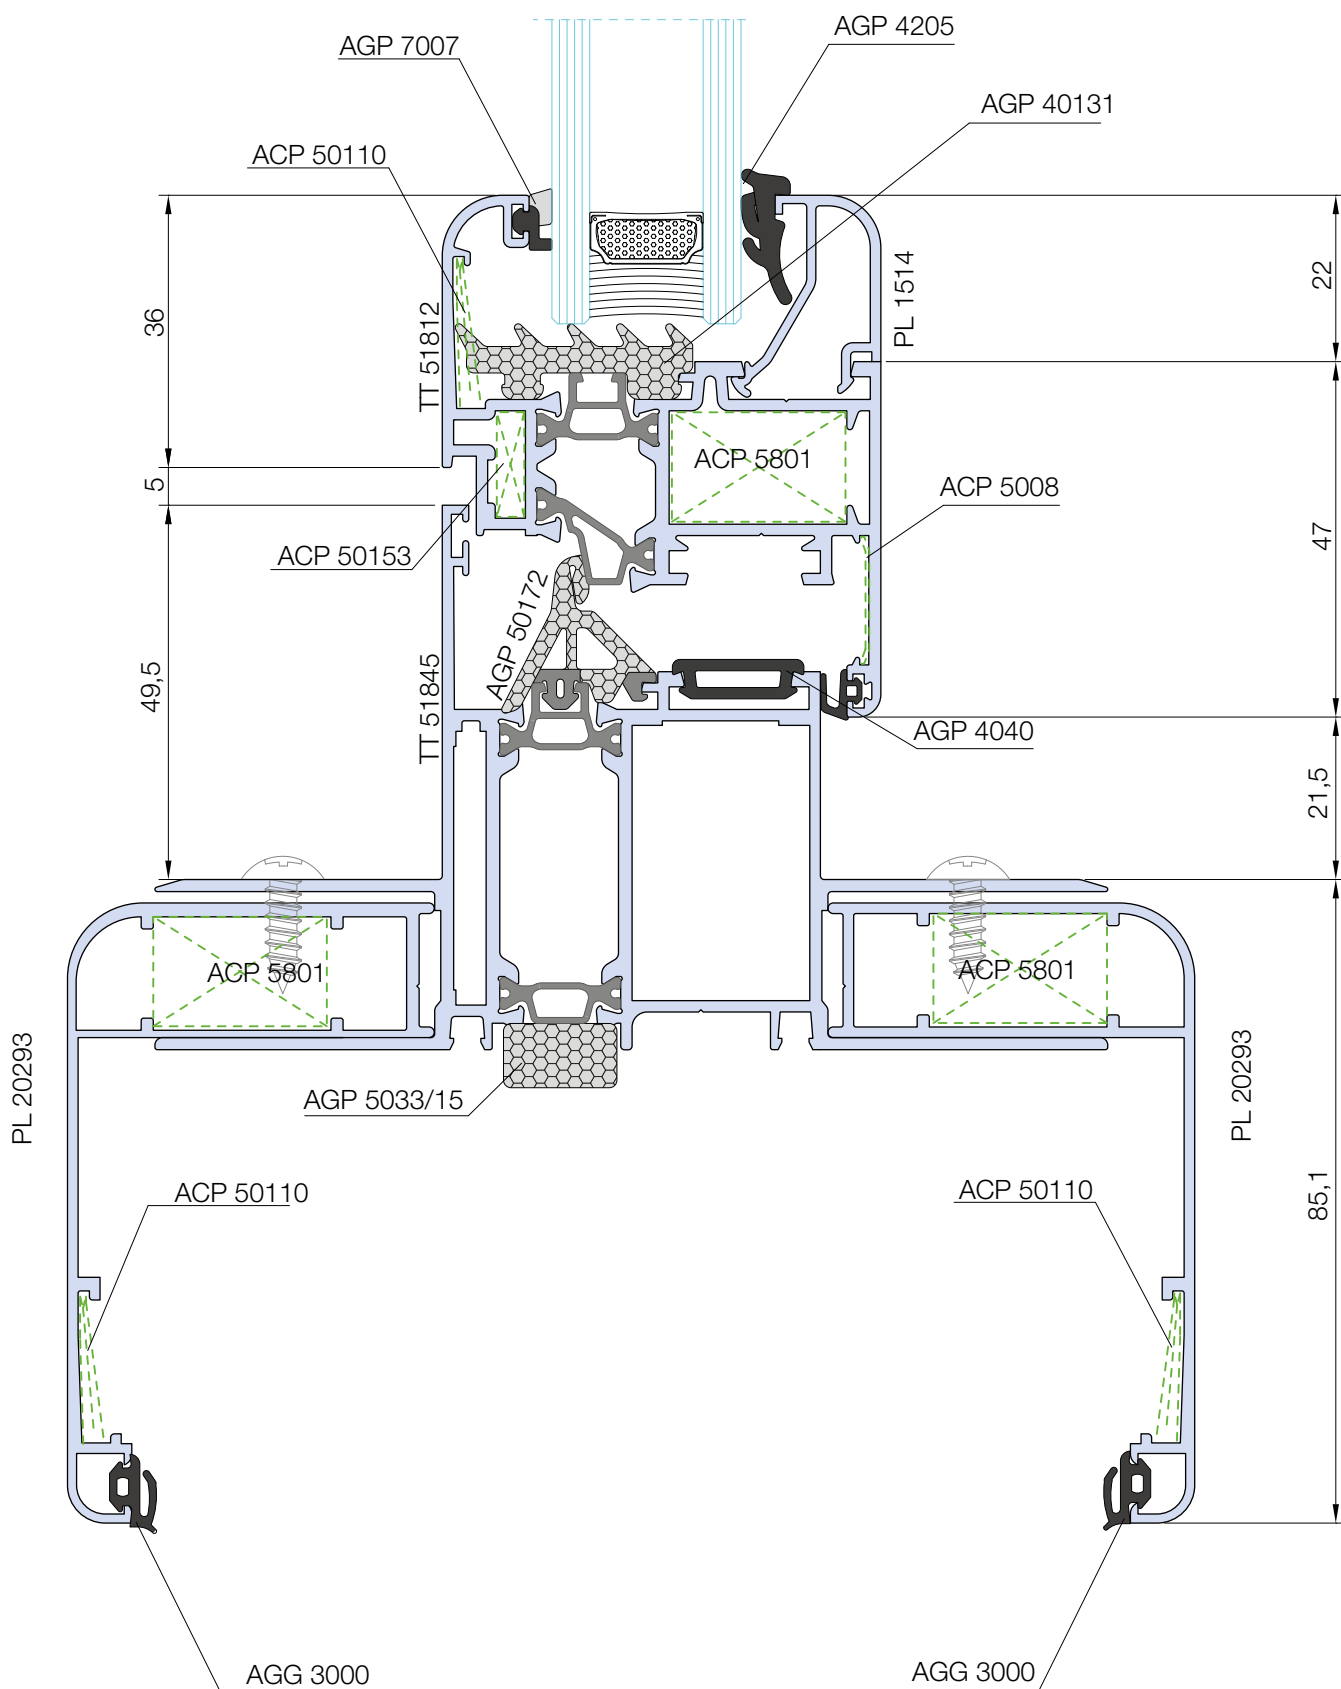 AGP 4205
AGP 7007
AGP 40131
ACP 50110
22
PL 1514
36
TT 51812
ACP 5801
5
ACP 5008
47
ACP 50153
AGP 50172
49,5
TT 51845
AGP 4040
21,5
ACP 5801
ACP 5801
PL 20293
PL 20293
AGP 5033/15
ACP 50110
ACP 50110
85,1
AGG 3000
AGG 3000